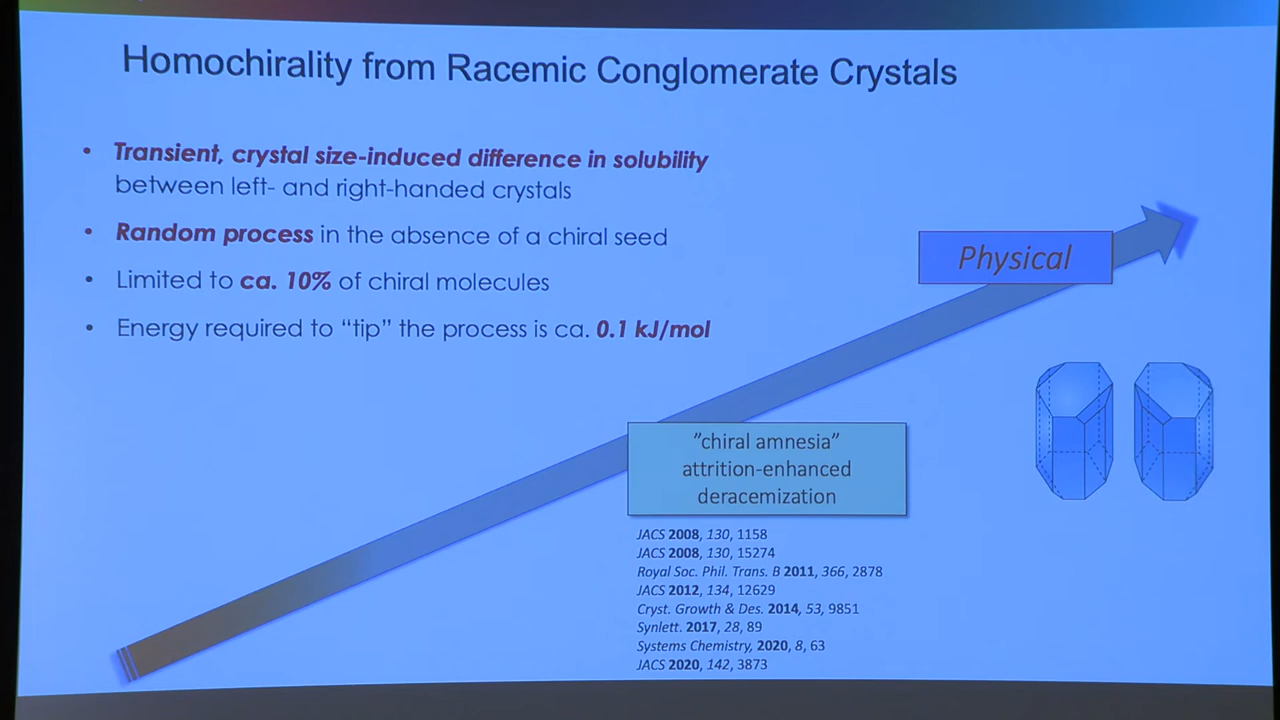 Homochirality from Racemic Conglomerate Crystals
• Transient, crystal size-induced difference in solubility
between left- and right-handed crystals
• Random process in the absence of a chiral seed
• Limited to ca. 10% of chiral molecules
• Energy required to “tip” the process is ca. 0.1 kJ/mol
Physical
”chiral amnesia”
attrition-enhanced
deracemization
JACS 2008, 130, 1158
JACS 2008, 130, 15274
Royal Soc. Phil. Trans. B 2011, 366, 2878
JACS 2012, 134, 12629
Cryst. Growth & Des. 2014, 53, 9851
Synlett. 2017, 28, 89
Systems Chemistry, 2020, 8, 63
JACS 2020, 142, 3873